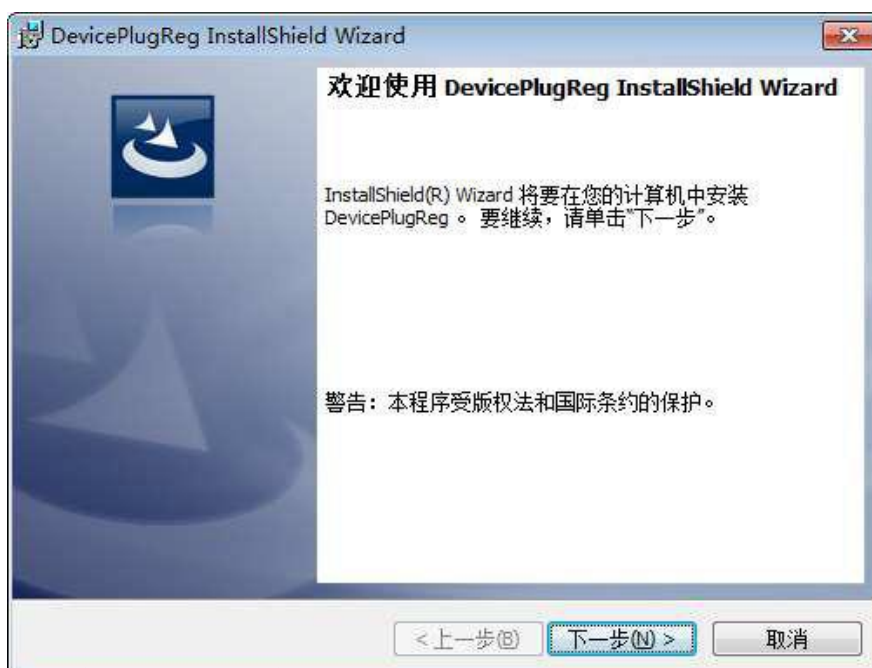 DevicePlugReg InstallShield Wizard
欢迎使用 DevicePlugReg InstallShield Wizard
InstallShield(R) Wizard 将要在您的计算机中安装
DevicePlugReg 。 要继续，请单击“下一步”。
警告：本程序受版权法和国际条约的保护。
<上一步(B)
下一步(N) >
取消